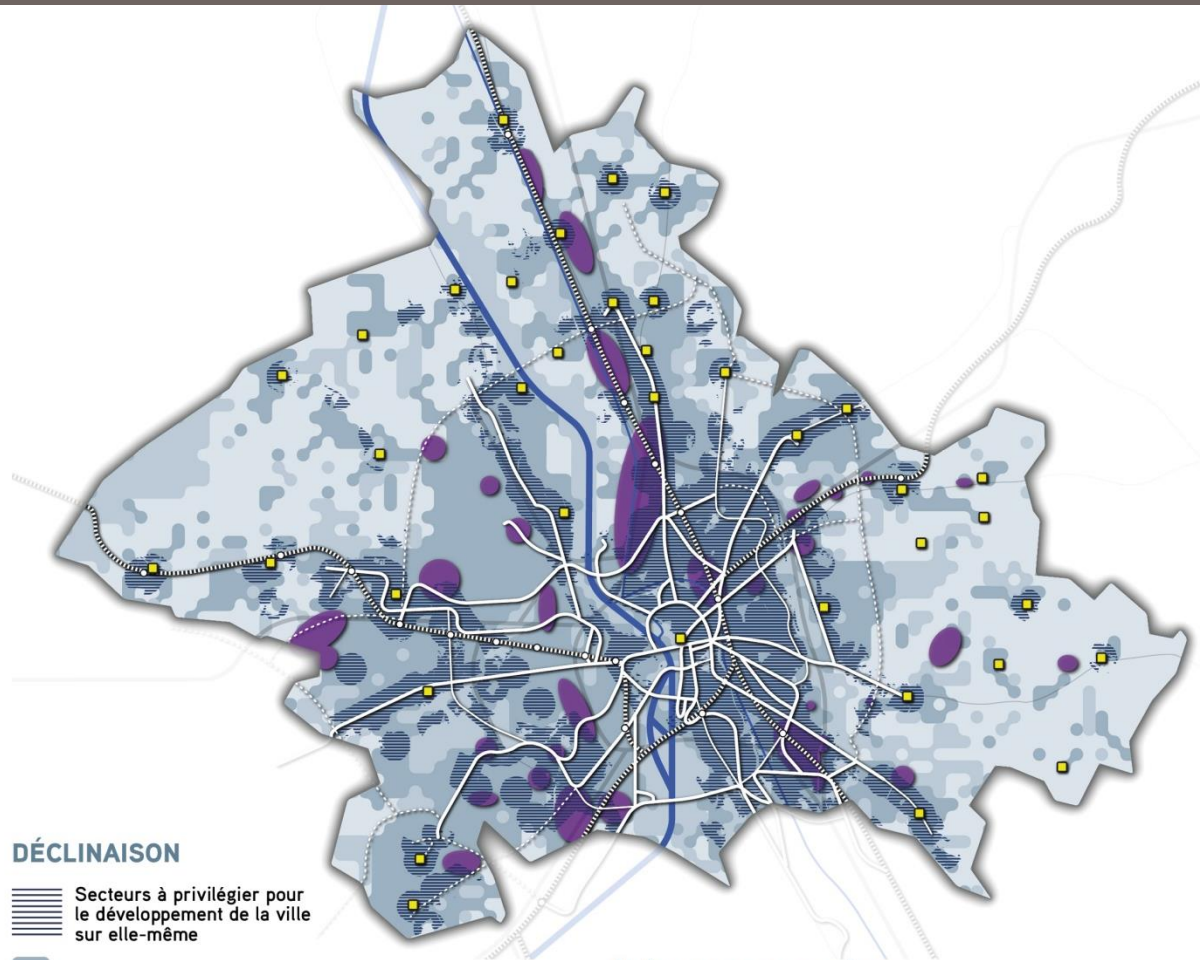 DÉCLINAISON
Secteurs à privilégier pour
le développement de la ville
sur elle-même